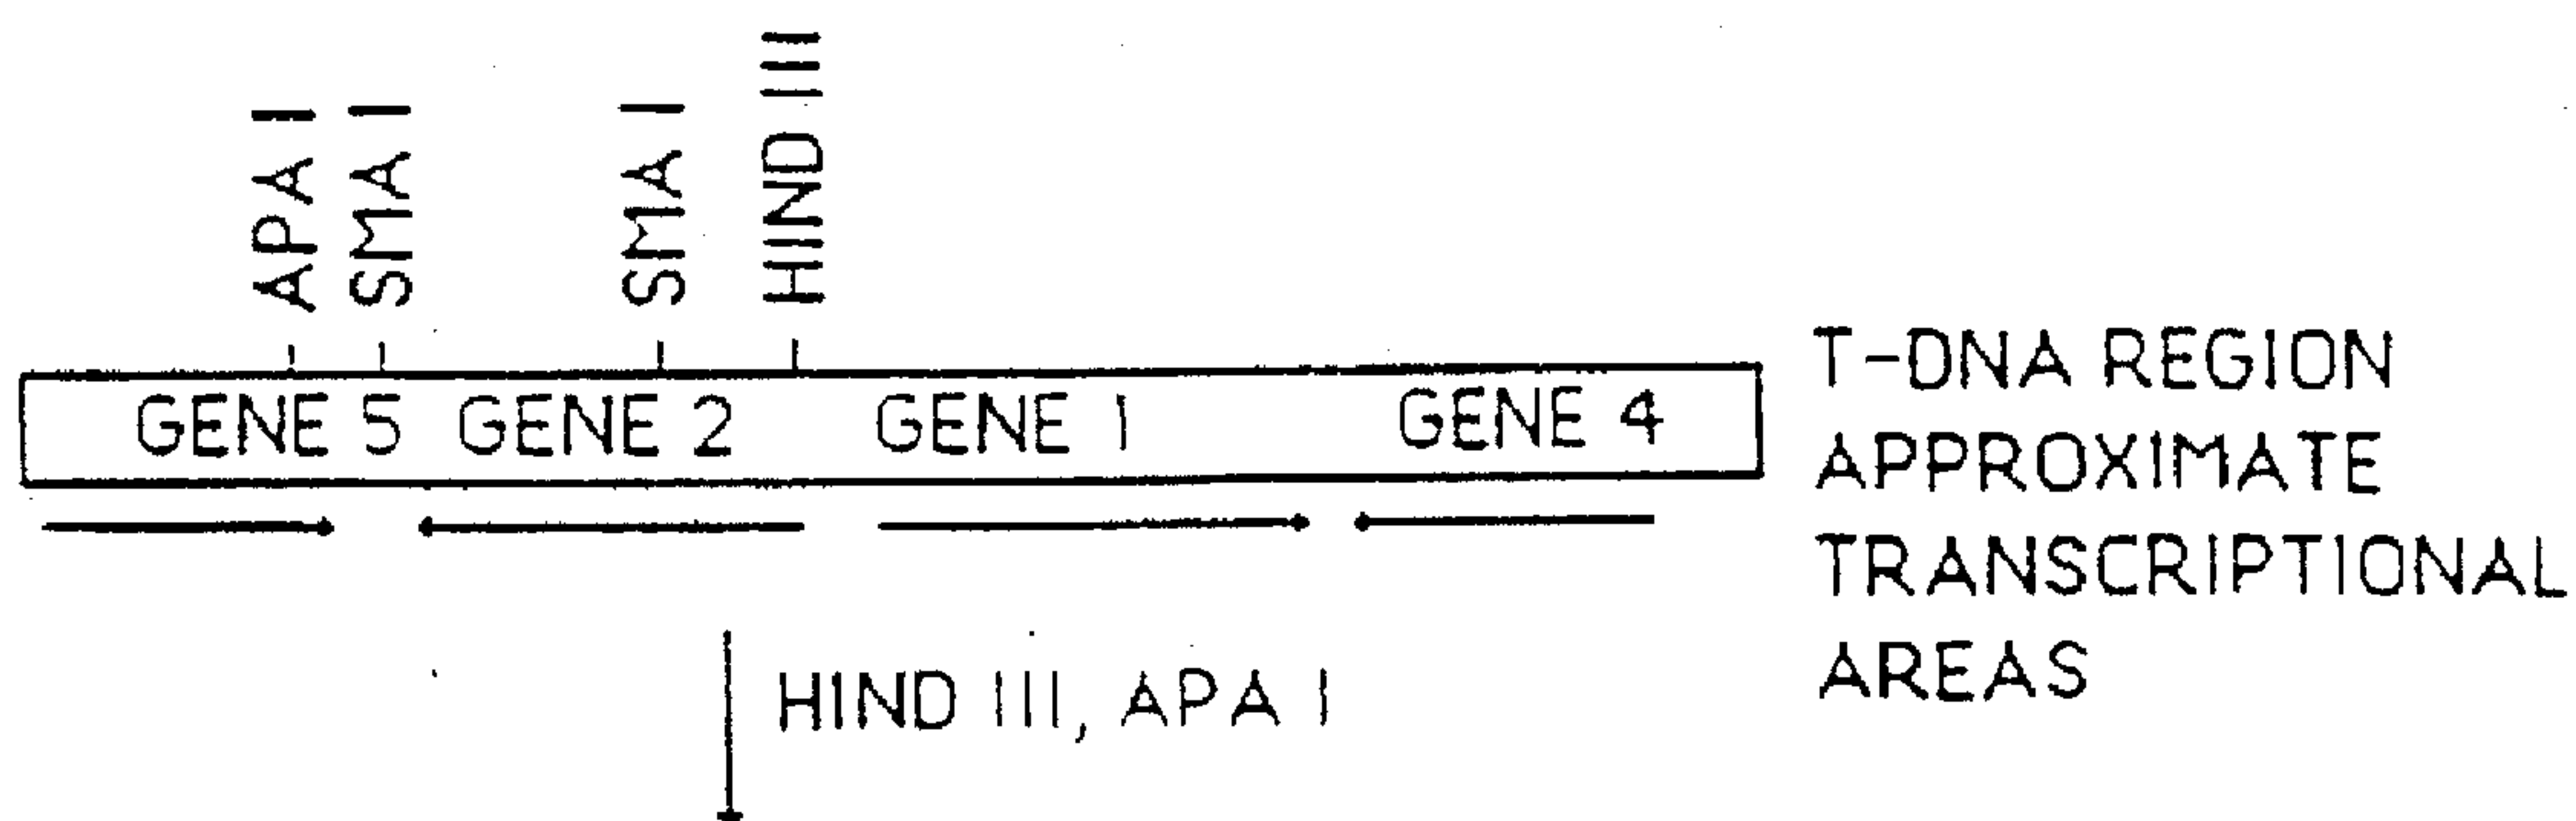 APA I
SMA I
SMA I
HIND III
GENE 5 GENE 2 GENE 1 GENE 4
T-DNA REGION
APPROXIMATE
TRANSCRIPTIONAL
AREAS
HIND III, APA I